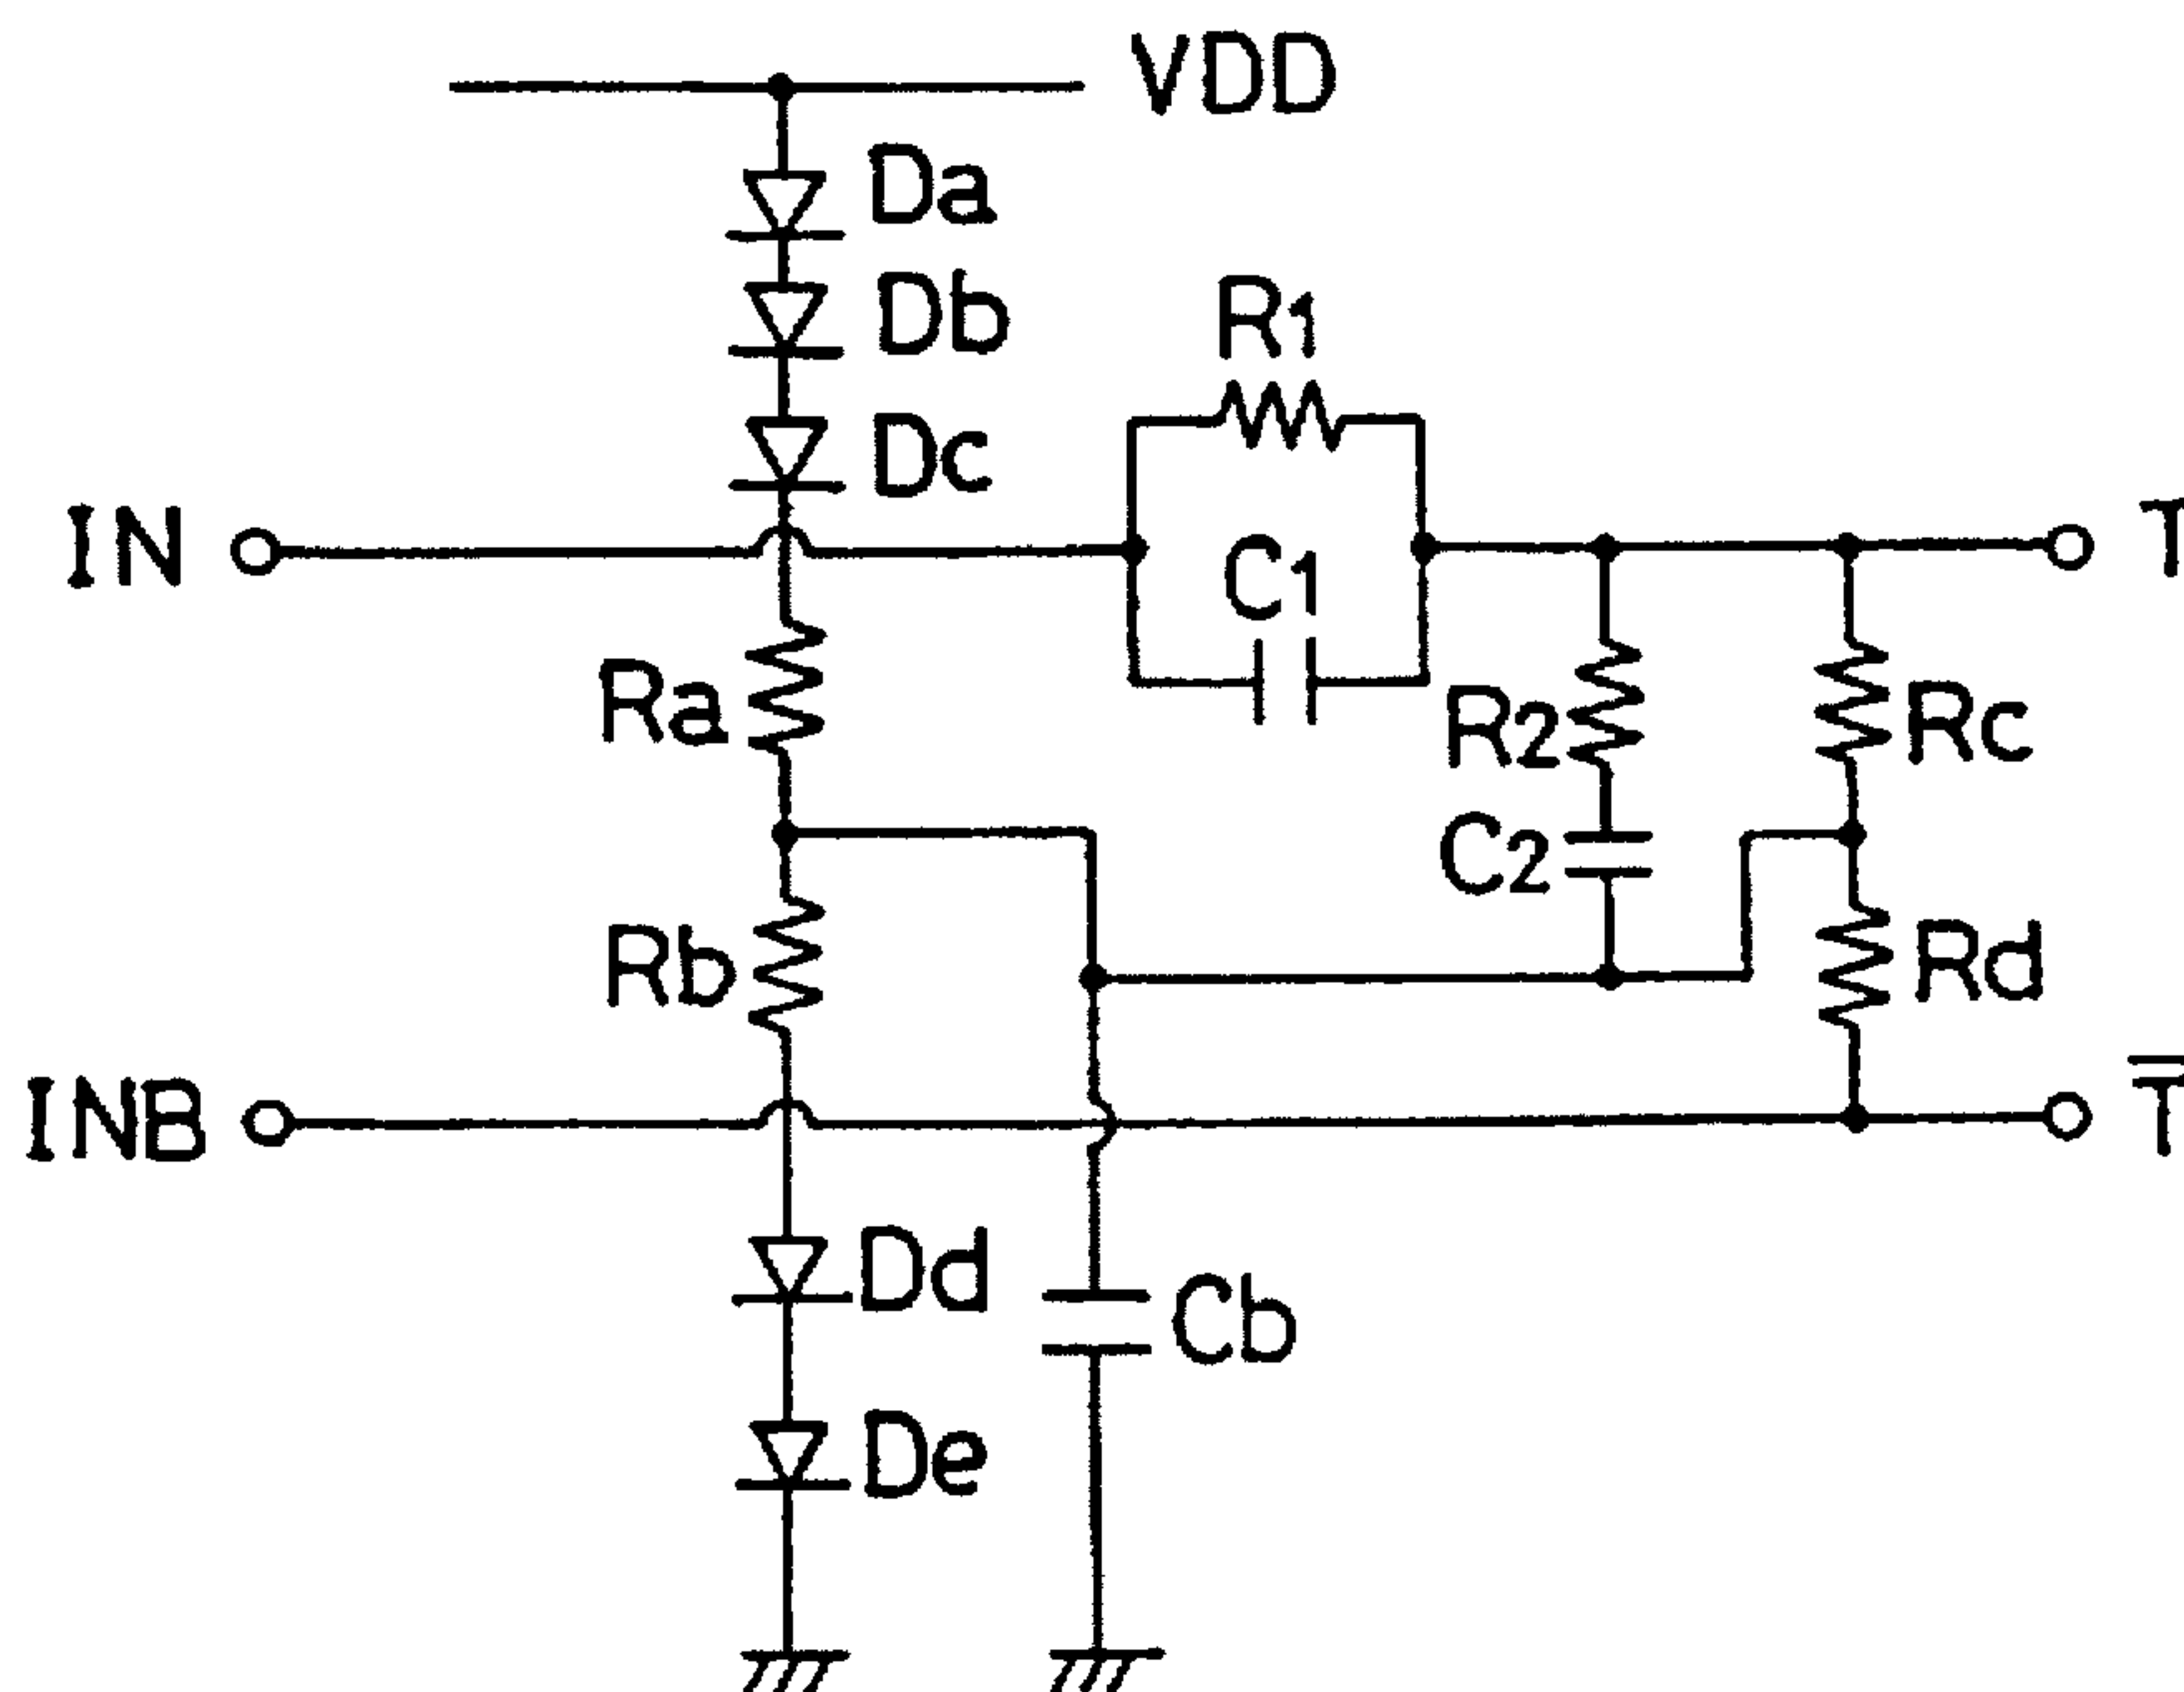 VDD
Da
Db
R1
Dc
IN
T
C1
Ra
R2
Rc
C2
Rb
Rd
INB
T̅
Dd
Cb
De